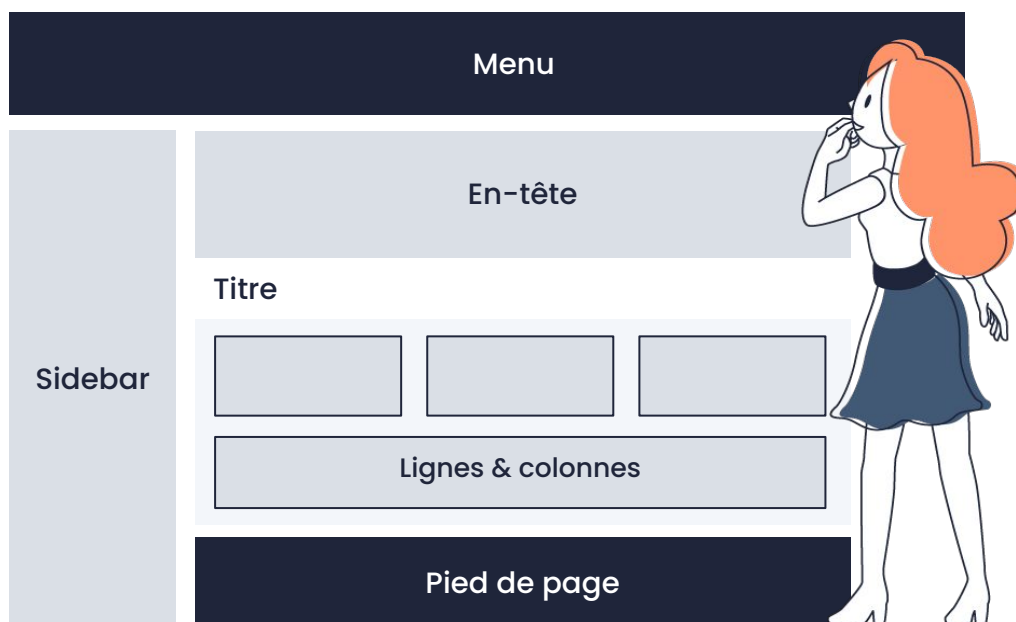 Menu
En-tête
Titre
Sidebar
Lignes & colonnes
Pied de page